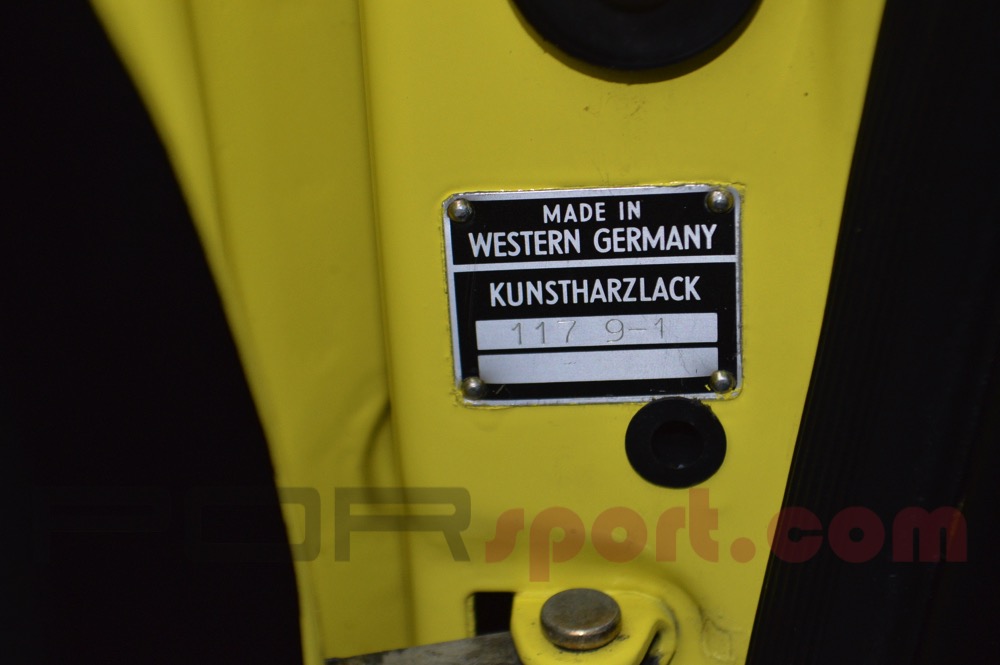 MADE IN
WESTERN GERMANY
KUNSTHARZLACK
117 9-1
PORsport.com